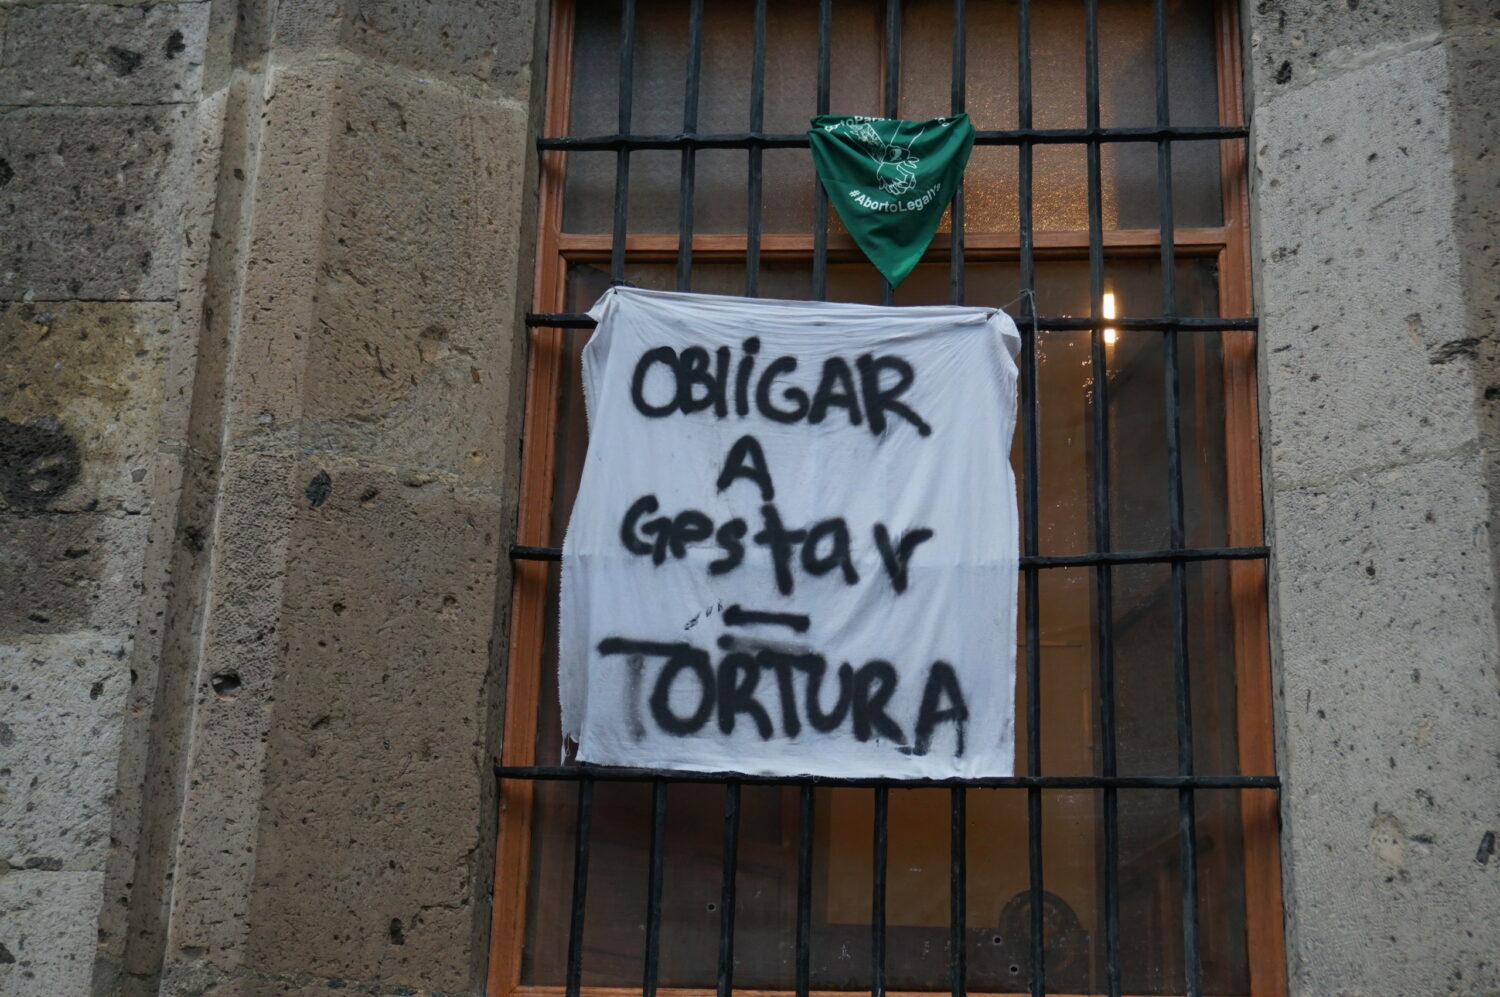 #AbortoLegalYa
OBLIGAR
A
Gestar
=
TORTURA